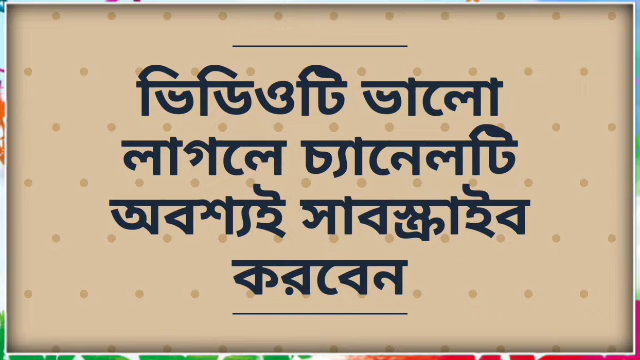 ভিডিওটি ভালো
লাগলে চ্যানেলটি
অবশ্যই সাবস্ক্রাইব
করবেন